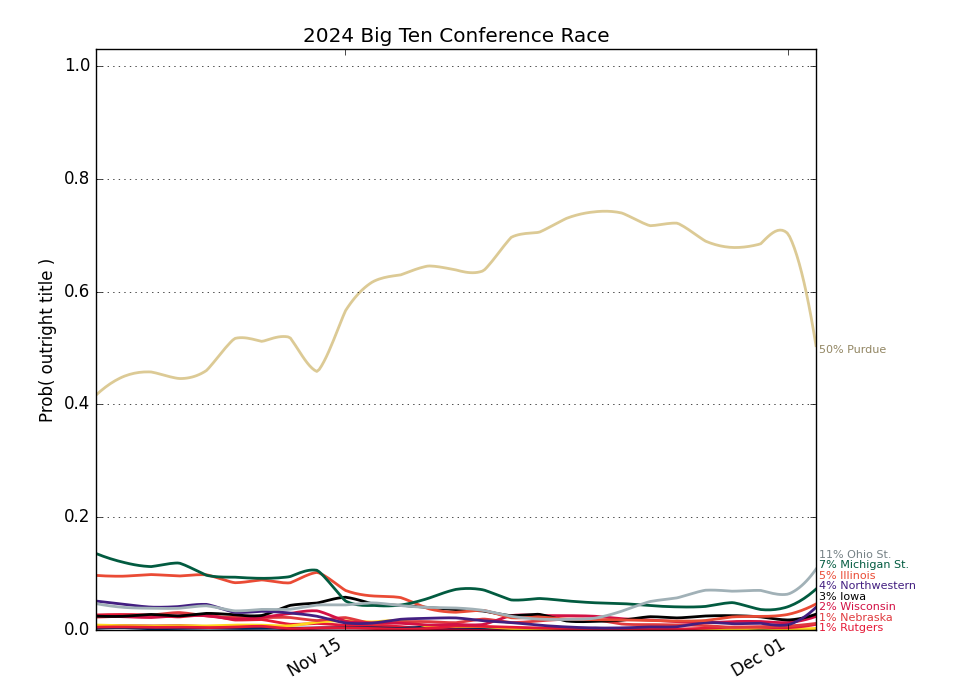 2024 Big Ten Conference Race
1.0
0.8
0.6
0.4
0.2
0.0
Prob( outright title )
Nov 15
Dec 01
50% Purdue
11% Ohio St.
7% Michigan St.
5% Illinois
4% Northwestern
3% Iowa
2% Wisconsin
1% Nebraska
1% Rutgers